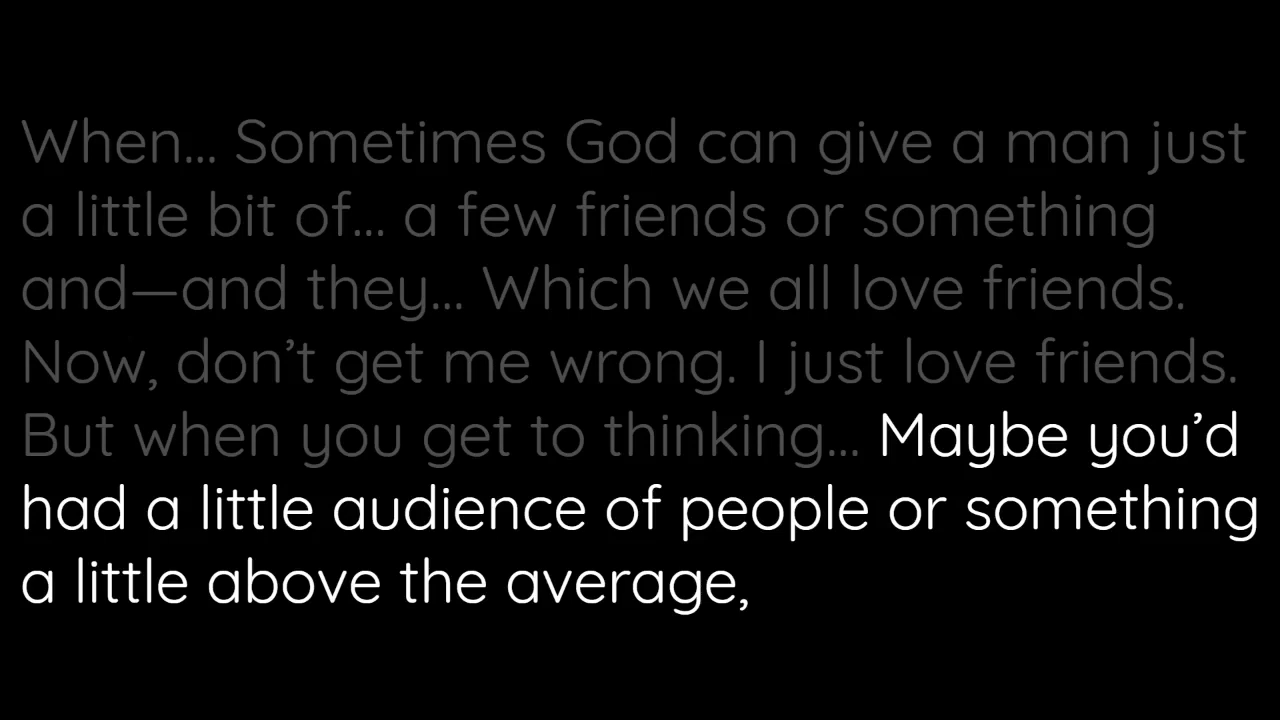 When... Sometimes God can give a man just
a little bit of... a few friends or something
and—and they... Which we all love friends.
Now, don’t get me wrong. I just love friends.
But when you get to thinking... Maybe you’d
had a little audience of people or something
a little above the average,